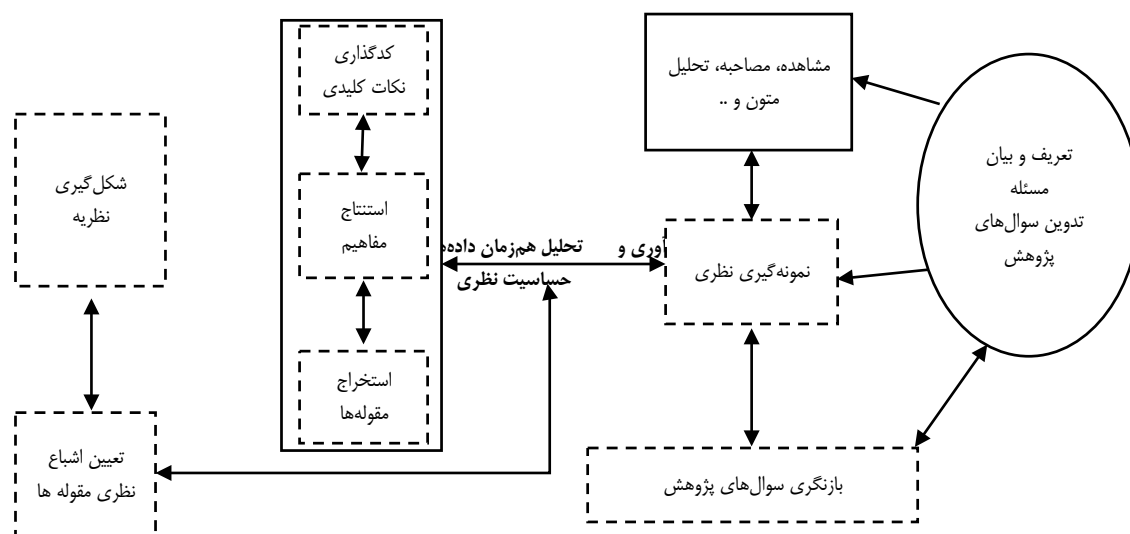 تعریف و بیان
مسئله
تدوین سوال‌های
پژوهش
مشاهده، مصاحبه، تحلیل
متون و ..
نمونه‌گیری نظری
بازنگری سوال‌های پژوهش
آوری و تحلیل هم‌زمان داده‌ه
حساسیت نظری
کدگذاری
نکات کلیدی
استنتاج
مفاهیم
استخراج
مقوله‌ها
شکل‌گیری
نظریه
تعیین اشباع
نظری مقوله ها